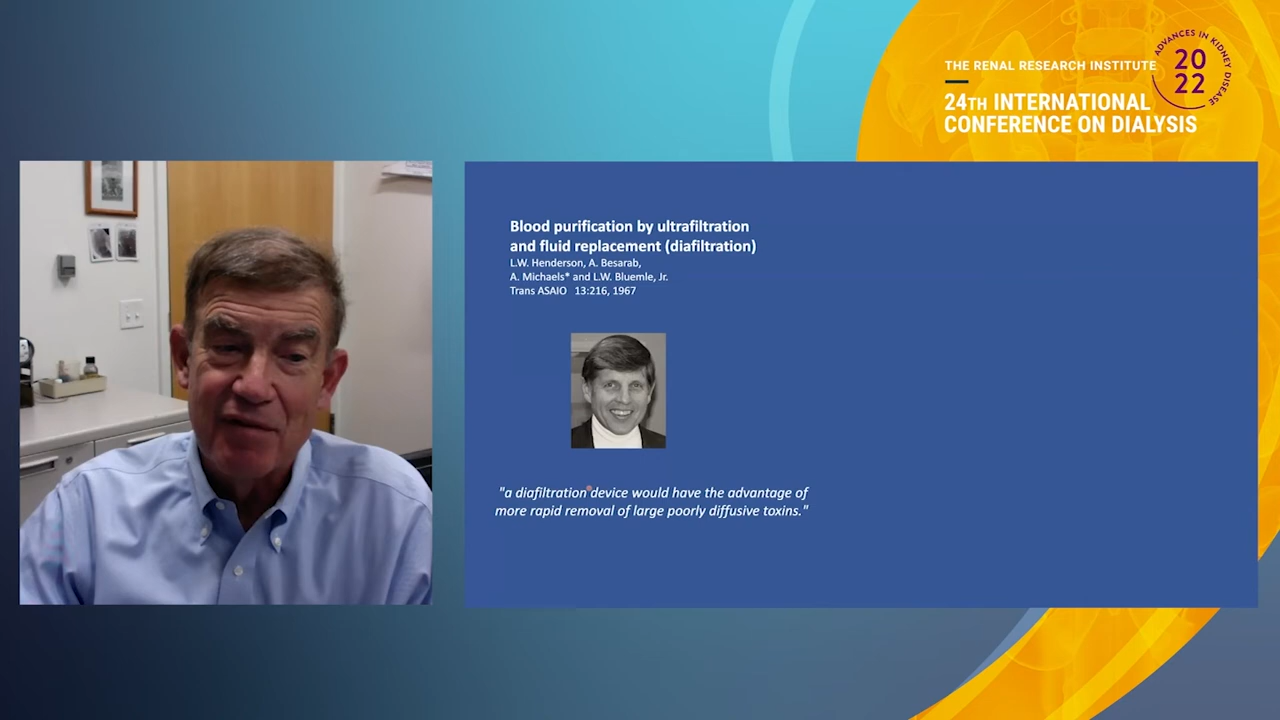 THE RENAL RESEARCH INSTITUTE
24TH INTERNATIONAL
CONFERENCE ON DIALYSIS
ADVANCES IN KIDNEY DISEASE
20
22
Blood purification by ultrafiltration
and fluid replacement (diafiltration)
L.W. Henderson, A. Besarab,
A. Michaels* and L.W. Bluemle, Jr.
Trans ASAIO 13:216, 1967
"a diafiltration device would have the advantage of
more rapid removal of large poorly diffusive toxins."